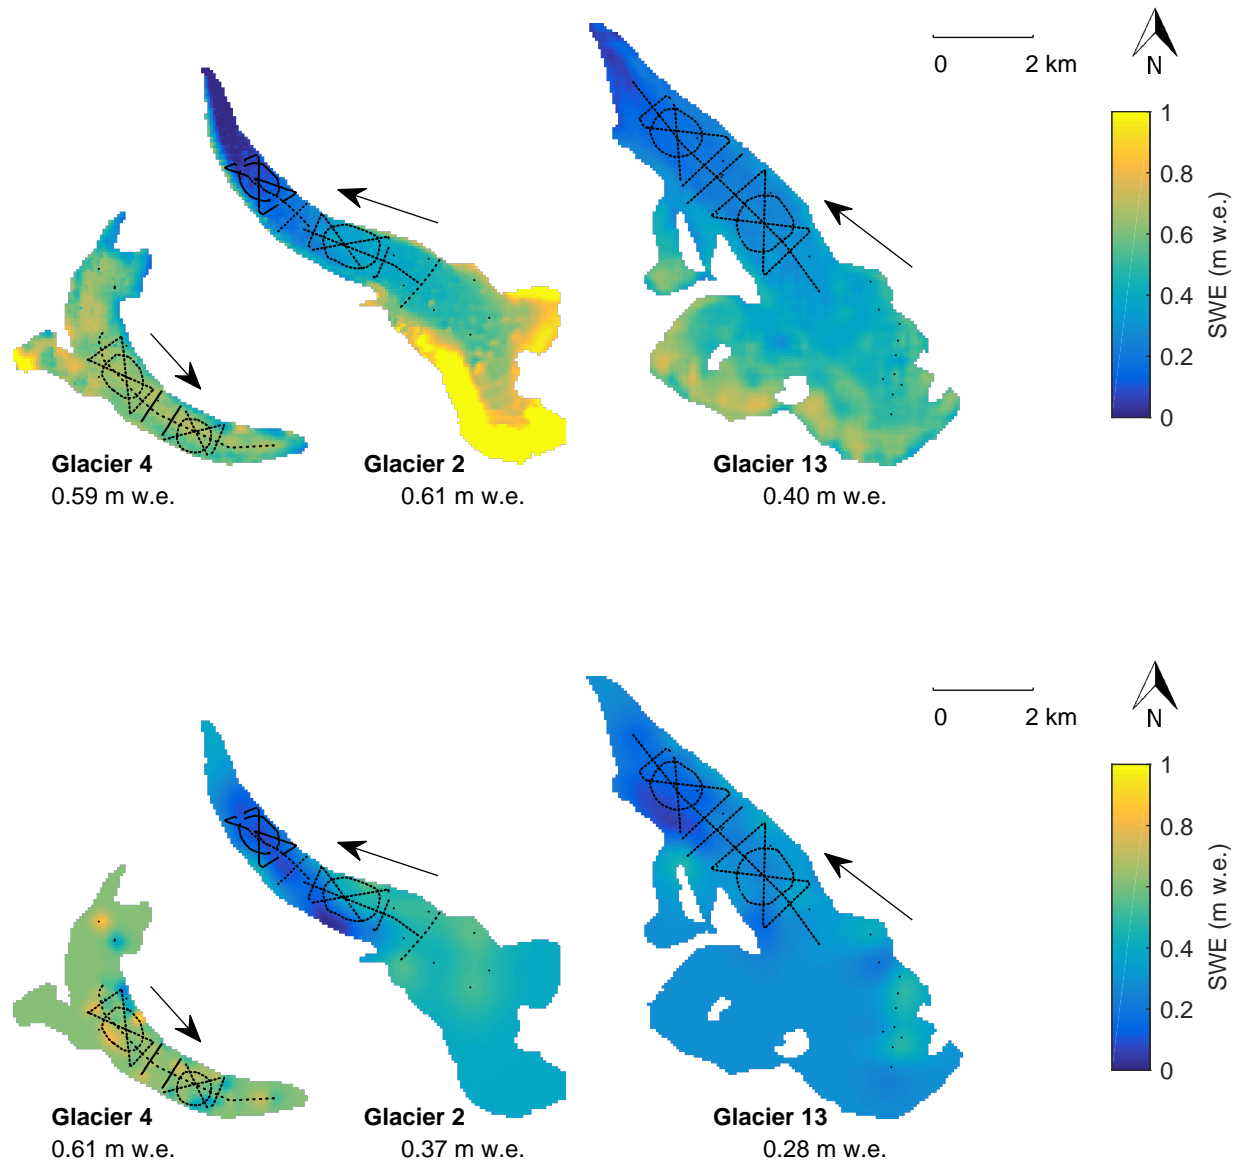 0 2 km
N
1
0.8
0.6
0.4
0.2
0
SWE (m w.e.)
Glacier 4
0.59 m w.e.
Glacier 2
0.61 m w.e.
Glacier 13
0.40 m w.e.
0 2 km
N
1
0.8
0.6
0.4
0.2
0
SWE (m w.e.)
Glacier 4
0.61 m w.e.
Glacier 2
0.37 m w.e.
Glacier 13
0.28 m w.e.